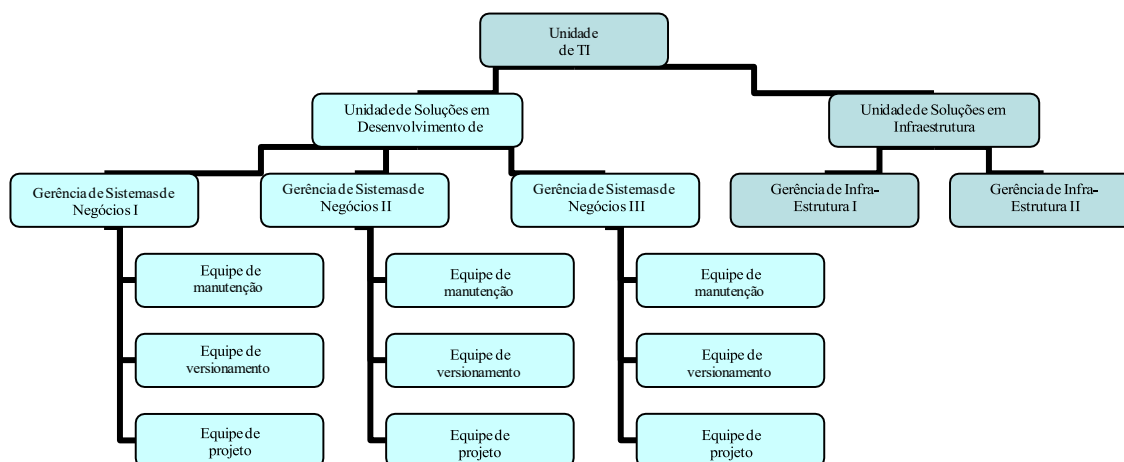 Unidade
de TI
Unidade de Soluções em
Desenvolvimento de
Unidade de Soluções em
Infraestrutura
Gerência de Sistemas de
Negócios I
Gerência de Sistemas de
Negócios II
Gerência de Sistemas de
Negócios III
Gerência de Infra-
Estrutura I
Gerência de Infra-
Estrutura II
Equipe de
manutenção
Equipe de
manutenção
Equipe de
manutenção
Equipe de
versionamento
Equipe de
versionamento
Equipe de
versionamento
Equipe de
projeto
Equipe de
projeto
Equipe de
projeto